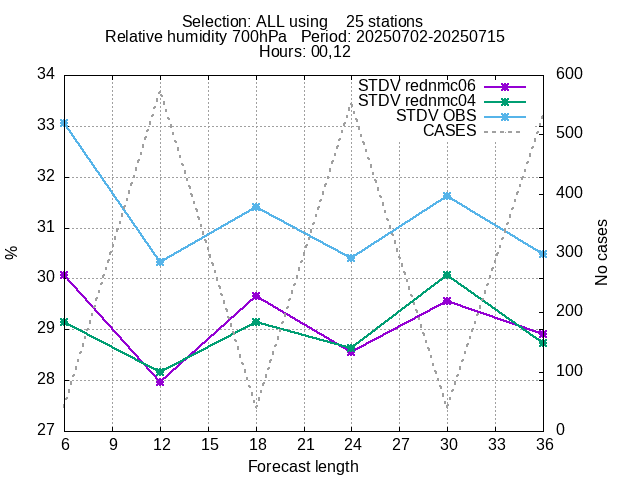 Selection: ALL using    25 stations
Relative humidity 700hPa   Period: 20250702-20250715
Hours: 00,12
STDV rednmc06
STDV rednmc04
STDV OBS
CASES
34
33
32
31
30
29
28
27
%
600
500
400
300
200
100
0
No cases
6 9 12 15 18 21 24 27 30 33 36
Forecast length